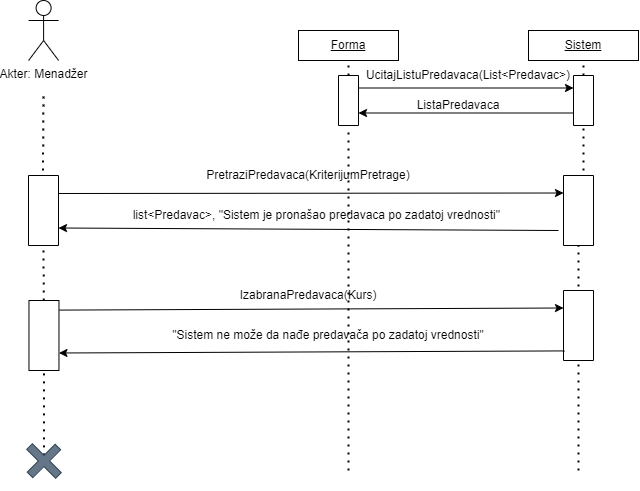 Forma
Sistem
Akter: Menadžer
UcitajListuPredavaca(List<Predavac>)
ListaPredavaca
PretraziPredavaca(KriterijumPretrage)
list<Predavac>, "Sistem je pronašao predavaca po zadatoj vrednosti"
IzabranaPredavaca(Kurs)
"Sistem ne može da nađe predavača po zadatoj vrednosti"